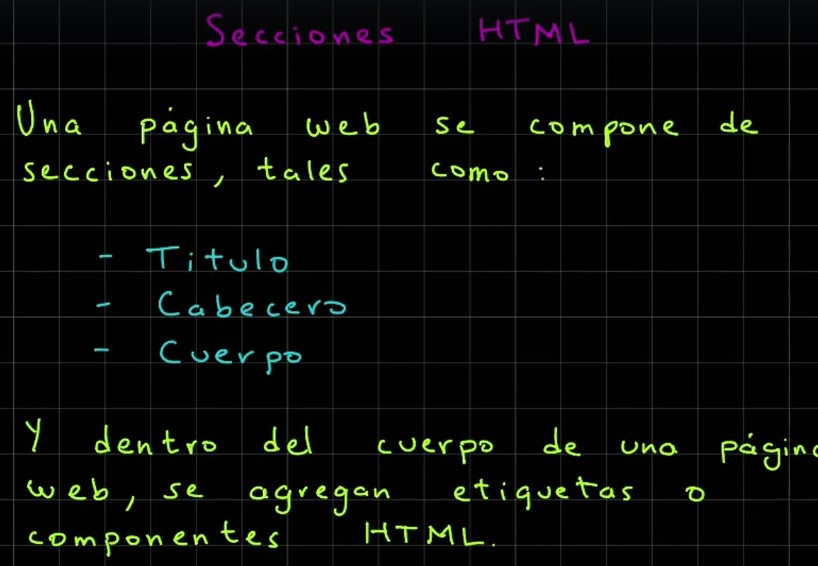 Secciones HTML
Una página web se compone de
secciones, tales como:
- Titulo
- Cabecero
- Cuerpo
Y dentro del cuerpo de una página
web, se agregan etiquetas o
componentes HTML.